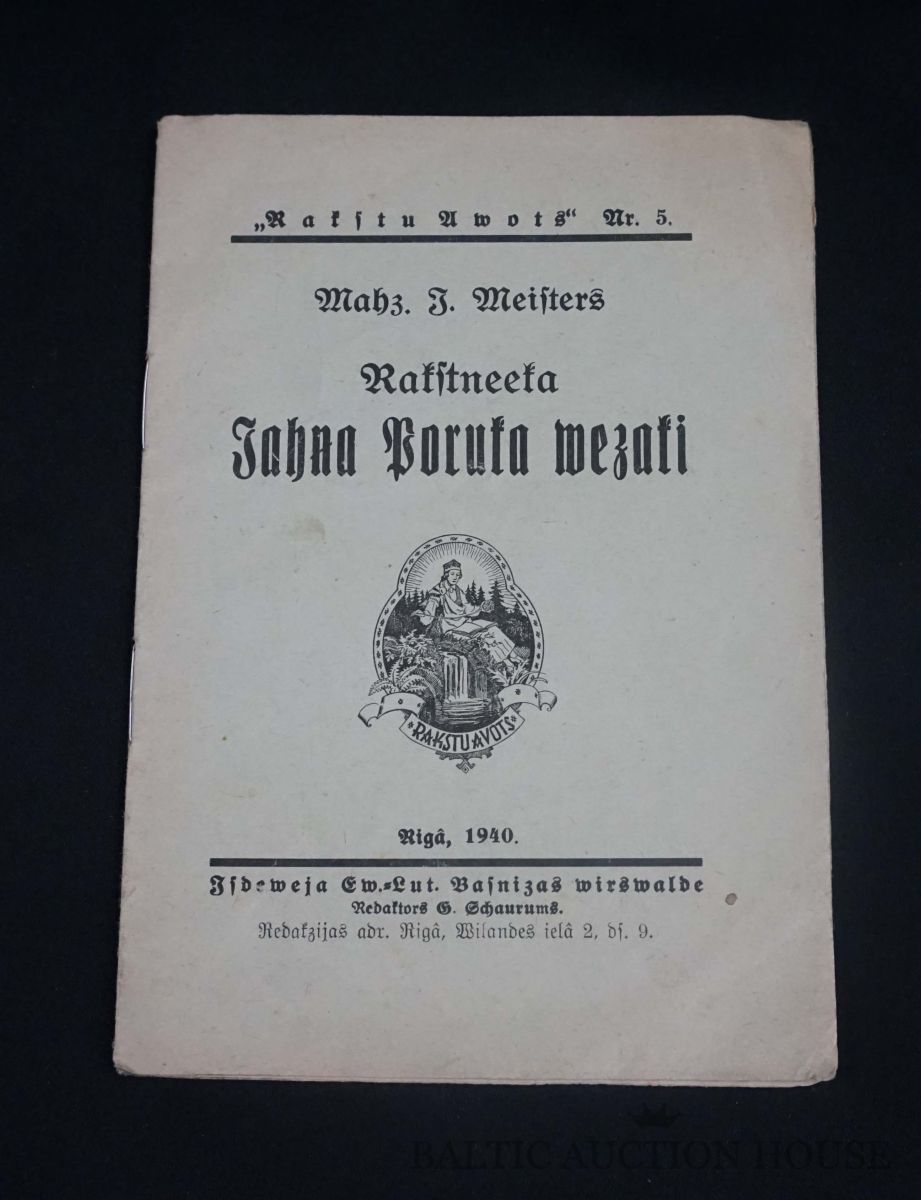 „Rakſtu Awots“ Nr. 5.
Mahz. J. Meiſters
Rakſtneeka
Jahna Poruka wezaki
RAKSTU AVOTS
Rigâ, 1940.
Iſdeweja Ew.-Lut. Baſnizas wirswalde
Redaktors G. Schaurums.
Redakzijas adr. Rigâ, Wilandes ielâ 2, dſ. 9.
BALTIC AUCTION HOUSE